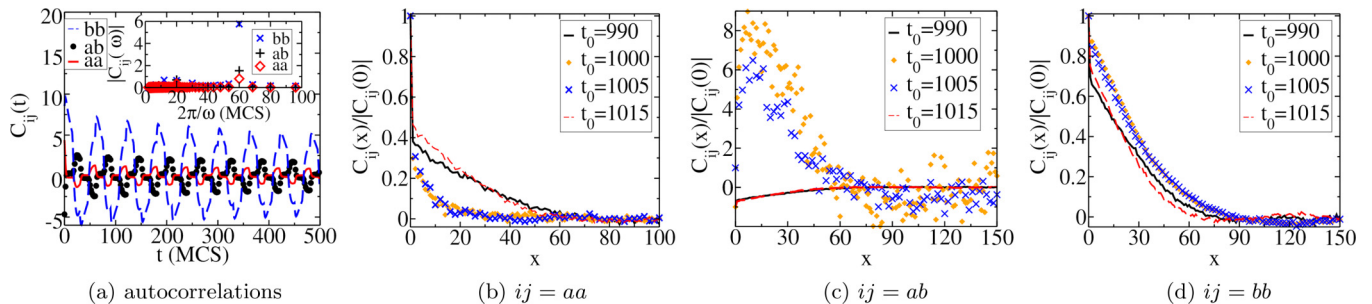 20
15
10
5
0
-5
C_ij(t)
0 100 200 300 400 500
t (MCS)
bb
ab
aa
6
4
2
0
|C_ij(ω)|
0 20 40 60 80 100
2π/ω (MCS)
bb
ab
aa
(a) autocorrelations
1
0.8
0.6
0.4
0.2
0
C_ij(x)/|C_ij(0)|
0 20 40 60 80 100
x
t_0=990
t_0=1000
t_0=1005
t_0=1015
(b) ij = aa
8
6
4
2
0
C_ij(x)/|C_ij(0)|
0 30 60 90 120 150
x
t_0=990
t_0=1000
t_0=1005
t_0=1015
(c) ij = ab
1
0.8
0.6
0.4
0.2
0
C_ij(x)/|C_ij(0)|
0 30 60 90 120 150
x
t_0=990
t_0=1000
t_0=1005
t_0=1015
(d) ij = bb